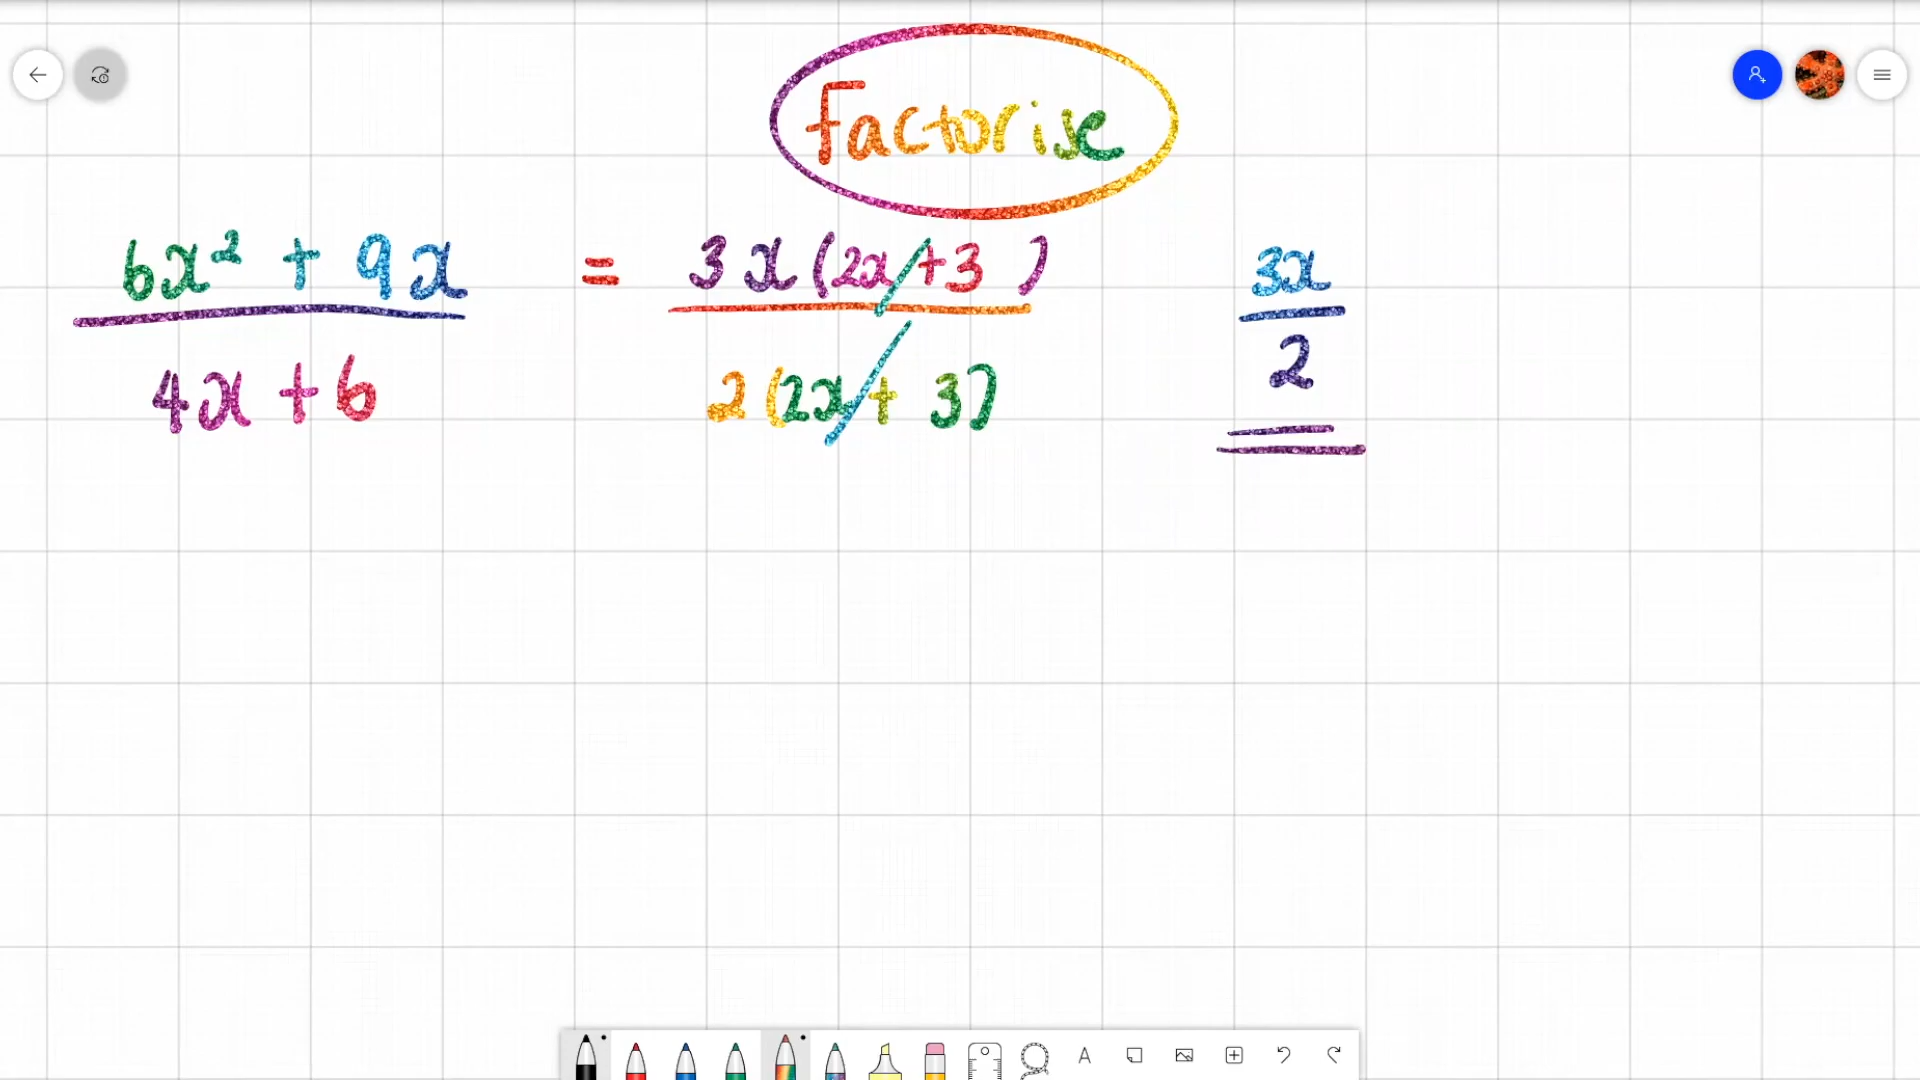 Factorise
6x² + 9x = 3x(2x+3) 3x
4x + 6 2(2x+3) 2
A